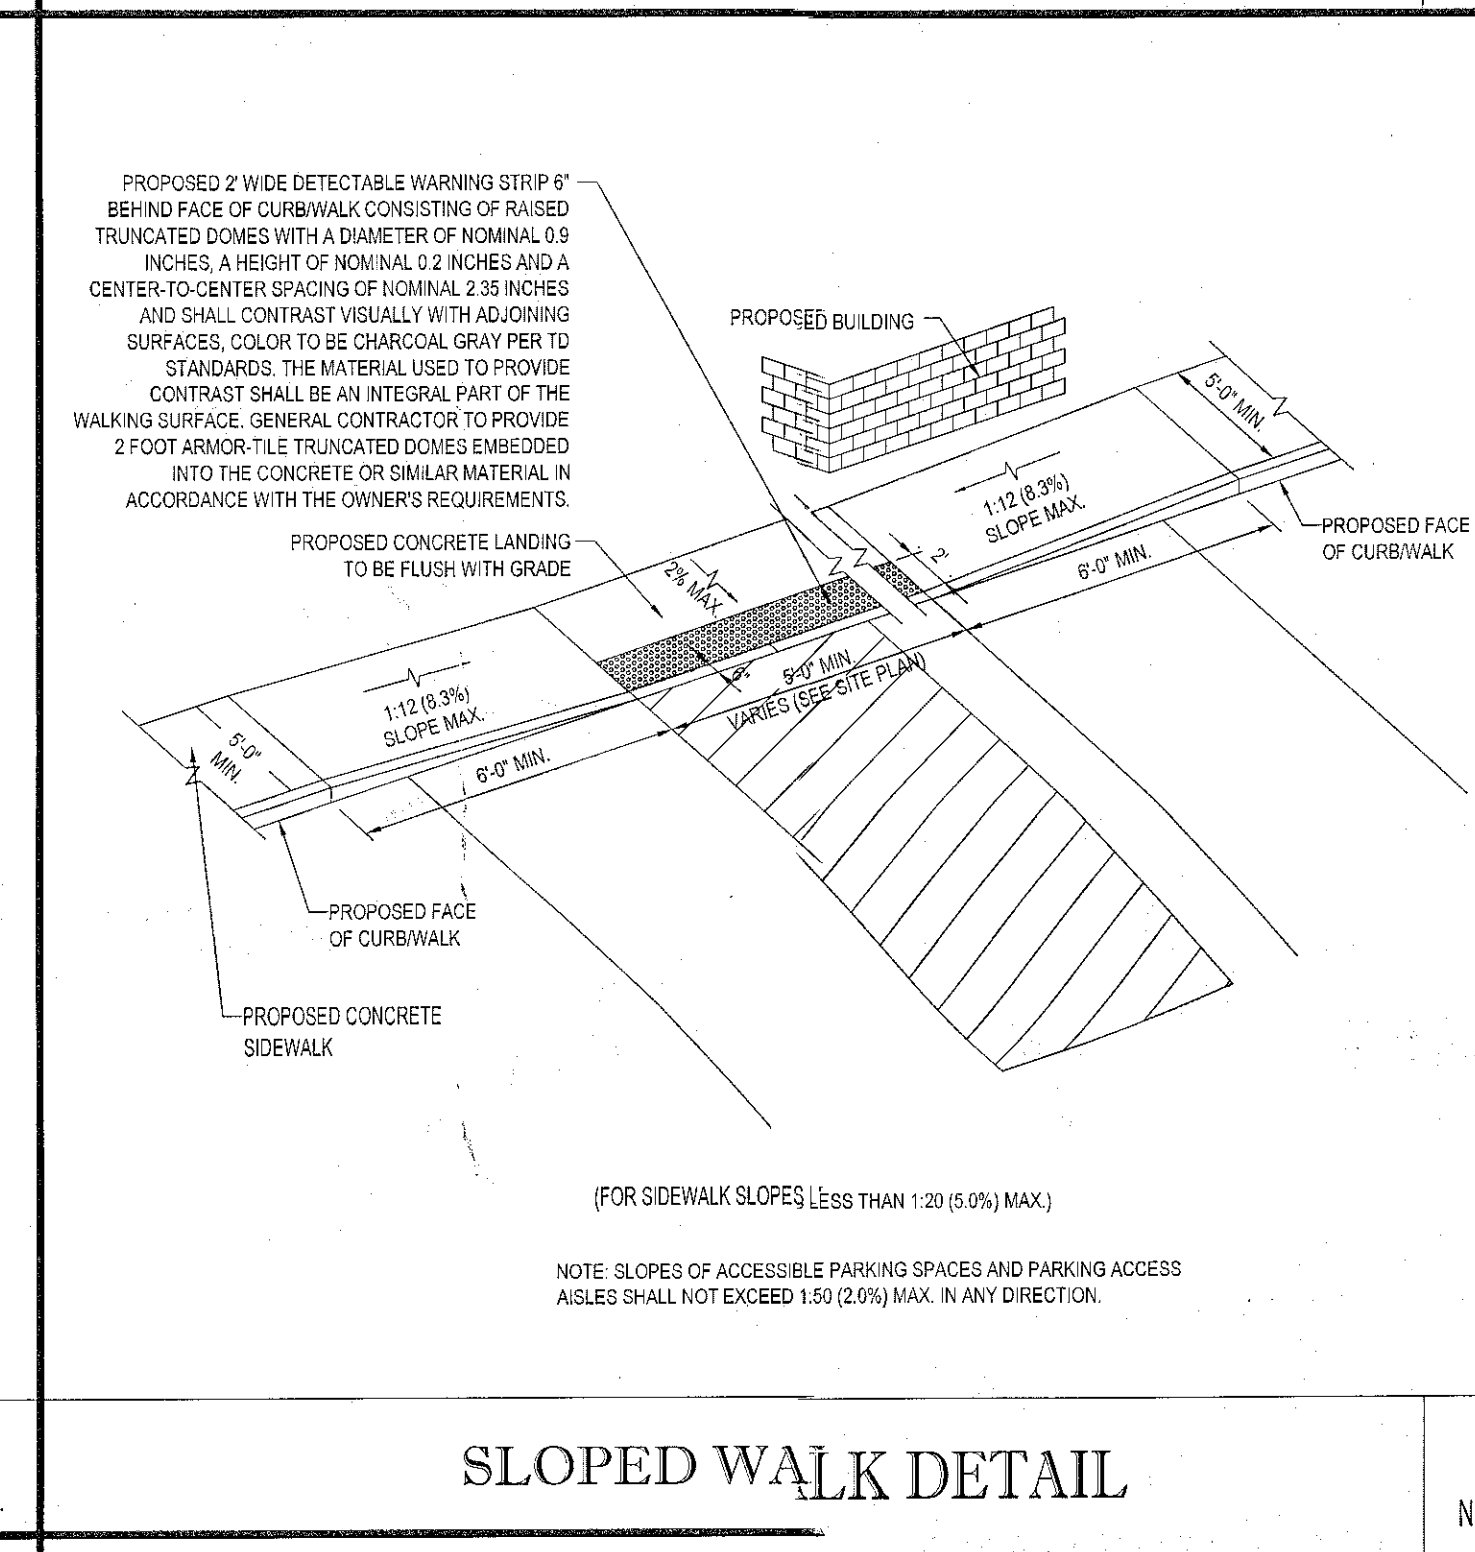 PROPOSED 2' WIDE DETECTABLE WARNING STRIP 6"
BEHIND FACE OF CURB/WALK CONSISTING OF RAISED
TRUNCATED DOMES WITH A DIAMETER OF NOMINAL 0.9
INCHES, A HEIGHT OF NOMINAL 0.2 INCHES AND A
CENTER-TO-CENTER SPACING OF NOMINAL 2.35 INCHES
AND SHALL CONTRAST VISUALLY WITH ADJOINING
SURFACES, COLOR TO BE CHARCOAL GRAY PER TD
STANDARDS. THE MATERIAL USED TO PROVIDE
CONTRAST SHALL BE AN INTEGRAL PART OF THE
WALKING SURFACE. GENERAL CONTRACTOR TO PROVIDE
2 FOOT ARMOR-TILE TRUNCATED DOMES EMBEDDED
INTO THE CONCRETE OR SIMILAR MATERIAL IN
ACCORDANCE WITH THE OWNER'S REQUIREMENTS.
PROPOSED CONCRETE LANDING
TO BE FLUSH WITH GRADE
PROPOSED BUILDING
5'-0" MIN.
1:12 (8.3%)
SLOPE MAX.
PROPOSED FACE
OF CURB/WALK
2'
6'-0" MIN.
2% MAX.
6"
5'-0" MIN.
VARIES (SEE SITE PLAN)
1:12 (8.3%)
SLOPE MAX.
5'-0"
MIN.
6'-0" MIN.
PROPOSED FACE
OF CURB/WALK
PROPOSED CONCRETE
SIDEWALK
(FOR SIDEWALK SLOPES LESS THAN 1:20 (5.0%) MAX.)
NOTE: SLOPES OF ACCESSIBLE PARKING SPACES AND PARKING ACCESS
AISLES SHALL NOT EXCEED 1:50 (2.0%) MAX. IN ANY DIRECTION.
SLOPED WALK DETAIL
N